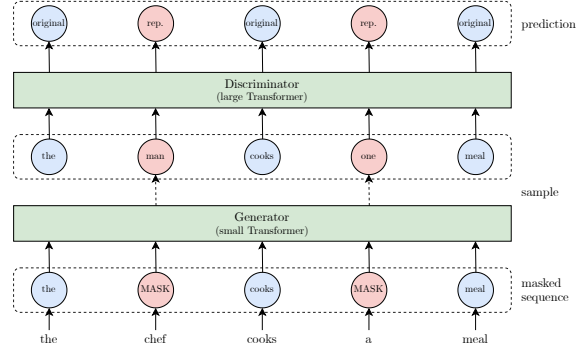 original rep. original rep. original prediction
Discriminator
(large Transformer)
the man cooks one meal
sample
Generator
(small Transformer)
the MASK cooks MASK meal
masked
sequence
the chef cooks a meal